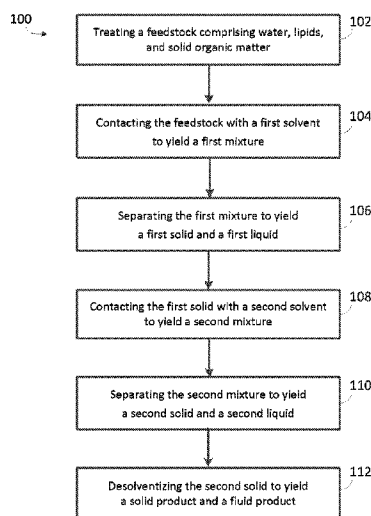 100
Treating a feedstock comprising water, lipids,
and solid organic matter
102
Contacting the feedstock with a first solvent
to yield a first mixture
104
Separating the first mixture to yield
a first solid and a first liquid
106
Contacting the first solid with a second solvent
to yield a second mixture
108
Separating the second mixture to yield
a second solid and a second liquid
110
Desolventizing the second solid to yield
a solid product and a fluid product
112